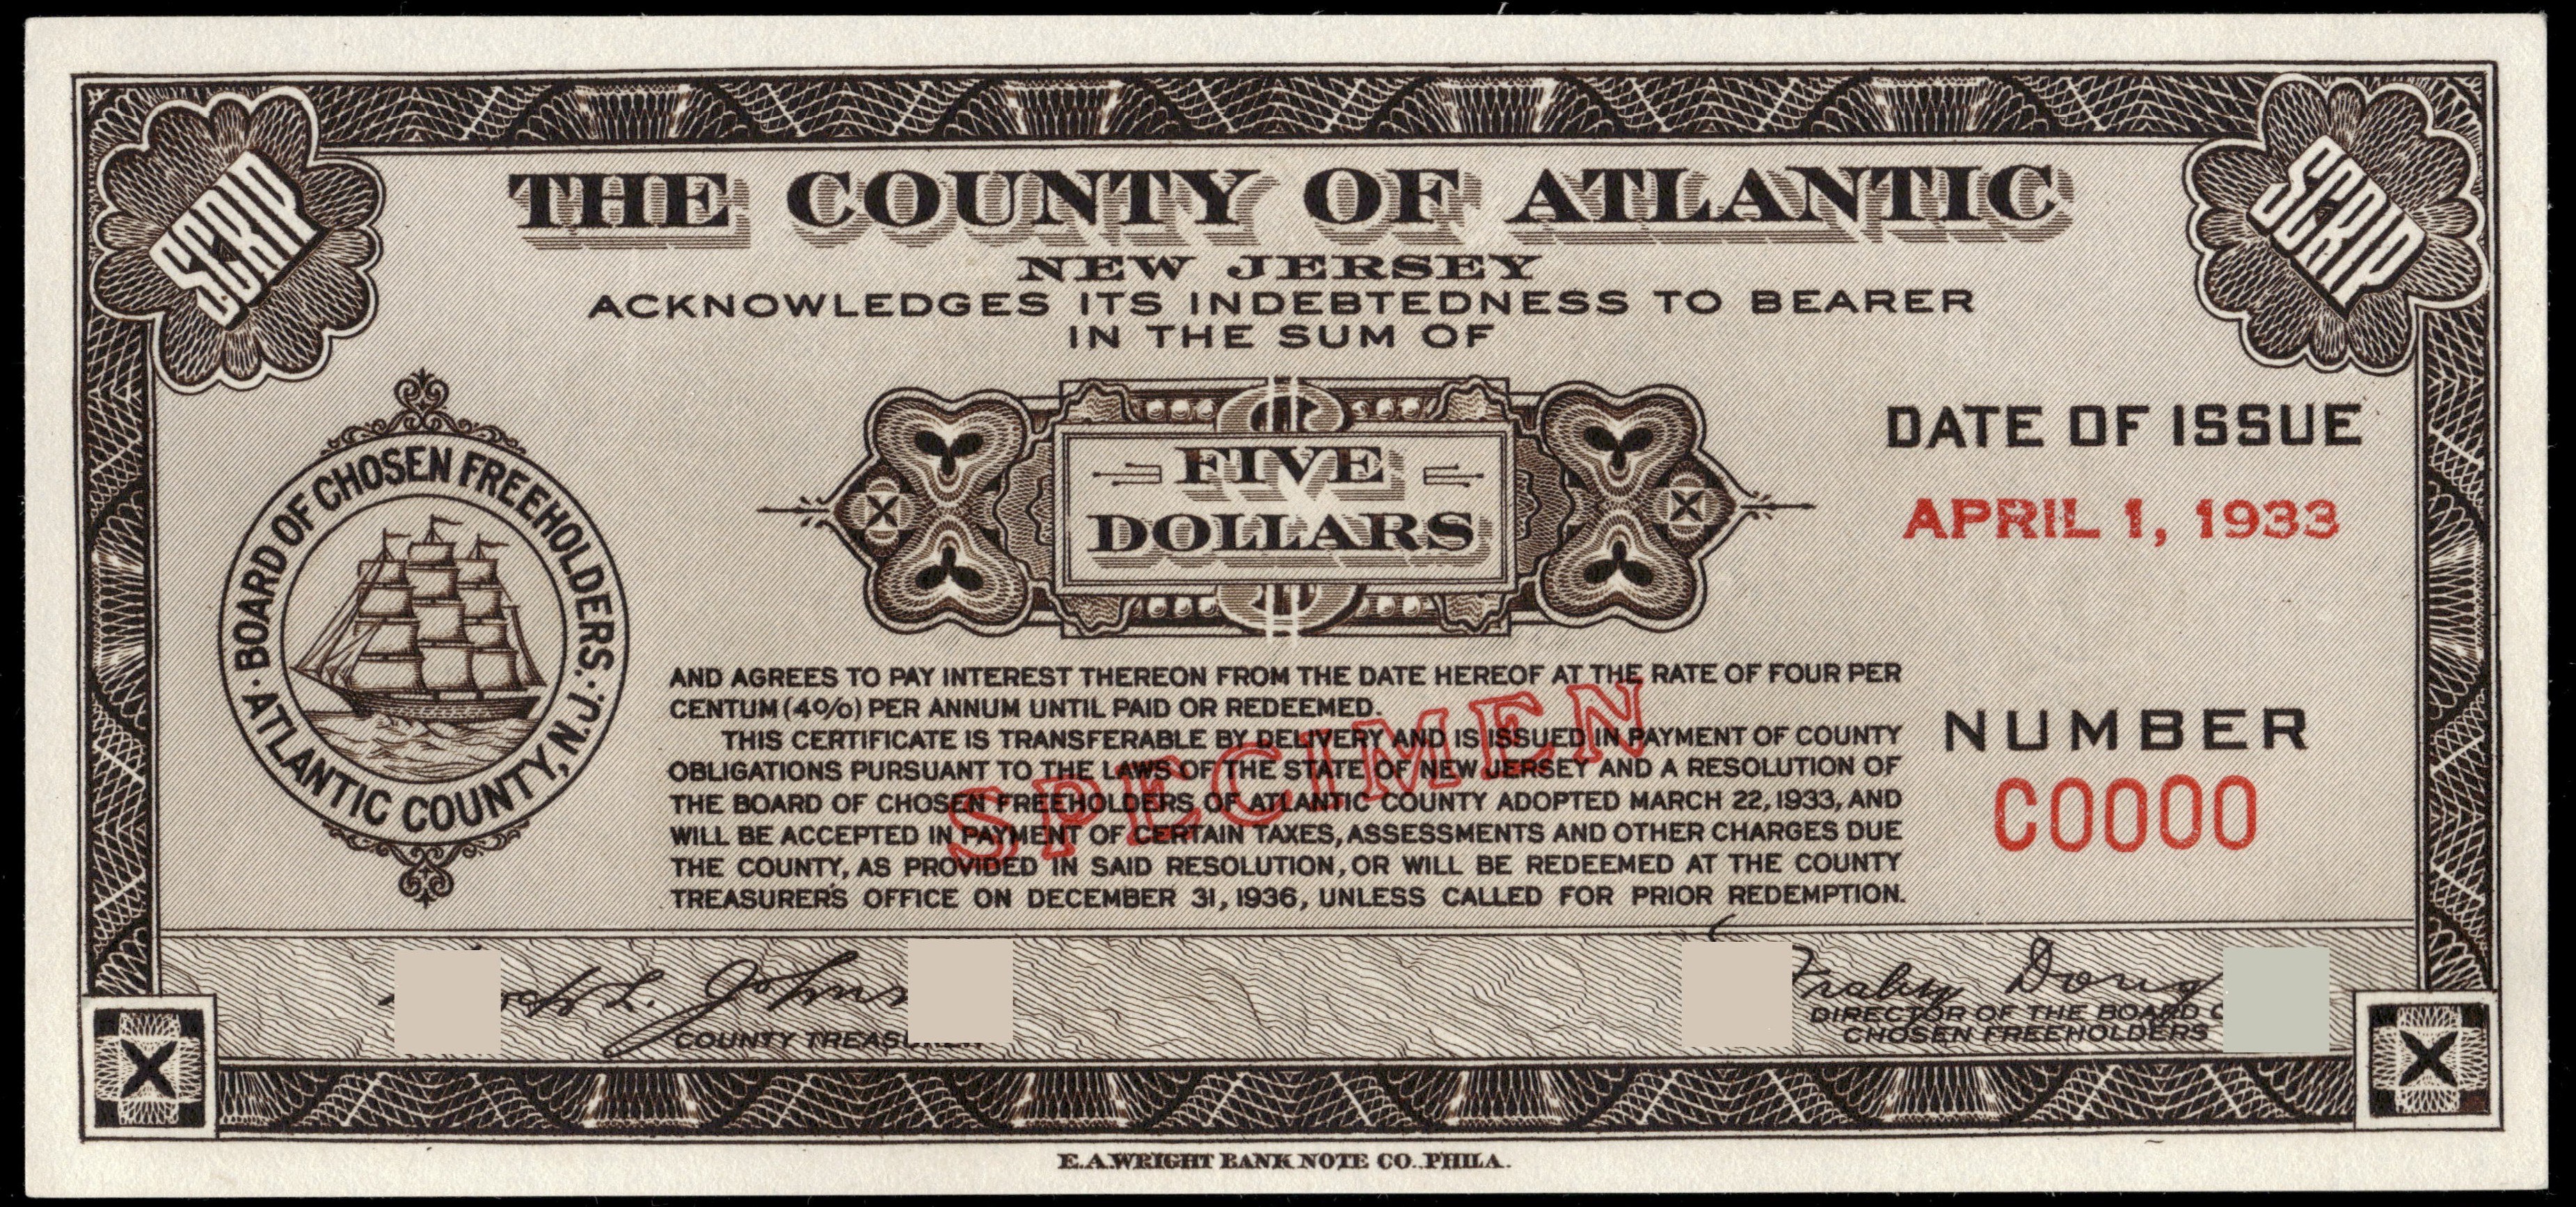 SCRIP
SCRIP
THE COUNTY OF ATLANTIC
NEW JERSEY
ACKNOWLEDGES ITS INDEBTEDNESS TO BEARER
IN THE SUM OF
FIVE
DOLLARS
DATE OF ISSUE
APRIL 1, 1933
· BOARD OF CHOSEN FREEHOLDERS ·
ATLANTIC COUNTY, N.J.
AND AGREES TO PAY INTEREST THEREON FROM THE DATE HEREOF AT THE RATE OF FOUR PER
CENTUM (4%) PER ANNUM UNTIL PAID OR REDEEMED.
THIS CERTIFICATE IS TRANSFERABLE BY DELIVERY AND IS ISSUED IN PAYMENT OF COUNTY
OBLIGATIONS PURSUANT TO THE LAWS OF THE STATE OF NEW JERSEY AND A RESOLUTION OF
THE BOARD OF CHOSEN FREEHOLDERS OF ATLANTIC COUNTY ADOPTED MARCH 22, 1933, AND
WILL BE ACCEPTED IN PAYMENT OF CERTAIN TAXES, ASSESSMENTS AND OTHER CHARGES DUE
THE COUNTY, AS PROVIDED IN SAID RESOLUTION, OR WILL BE REDEEMED AT THE COUNTY
TREASURER'S OFFICE ON DECEMBER 31, 1936, UNLESS CALLED FOR PRIOR REDEMPTION.
SPECIMEN
NUMBER
C0000
L.
COUNTY
DIRECTOR OF THE BOARD
CHOSEN FREEHOLDERS
E.A. WRIGHT BANK NOTE CO. PHILA.